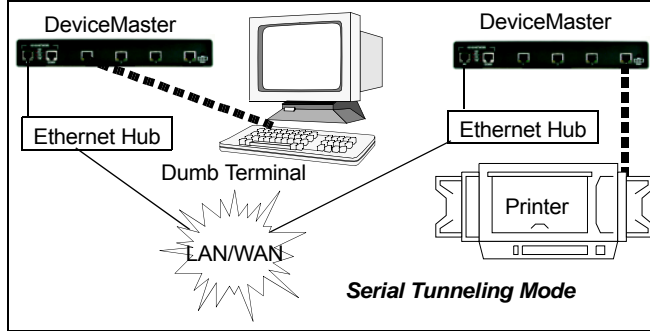 DeviceMaster
DeviceMaster
Ethernet Hub
Ethernet Hub
Dumb Terminal
Printer
LAN/WAN
Serial Tunneling Mode